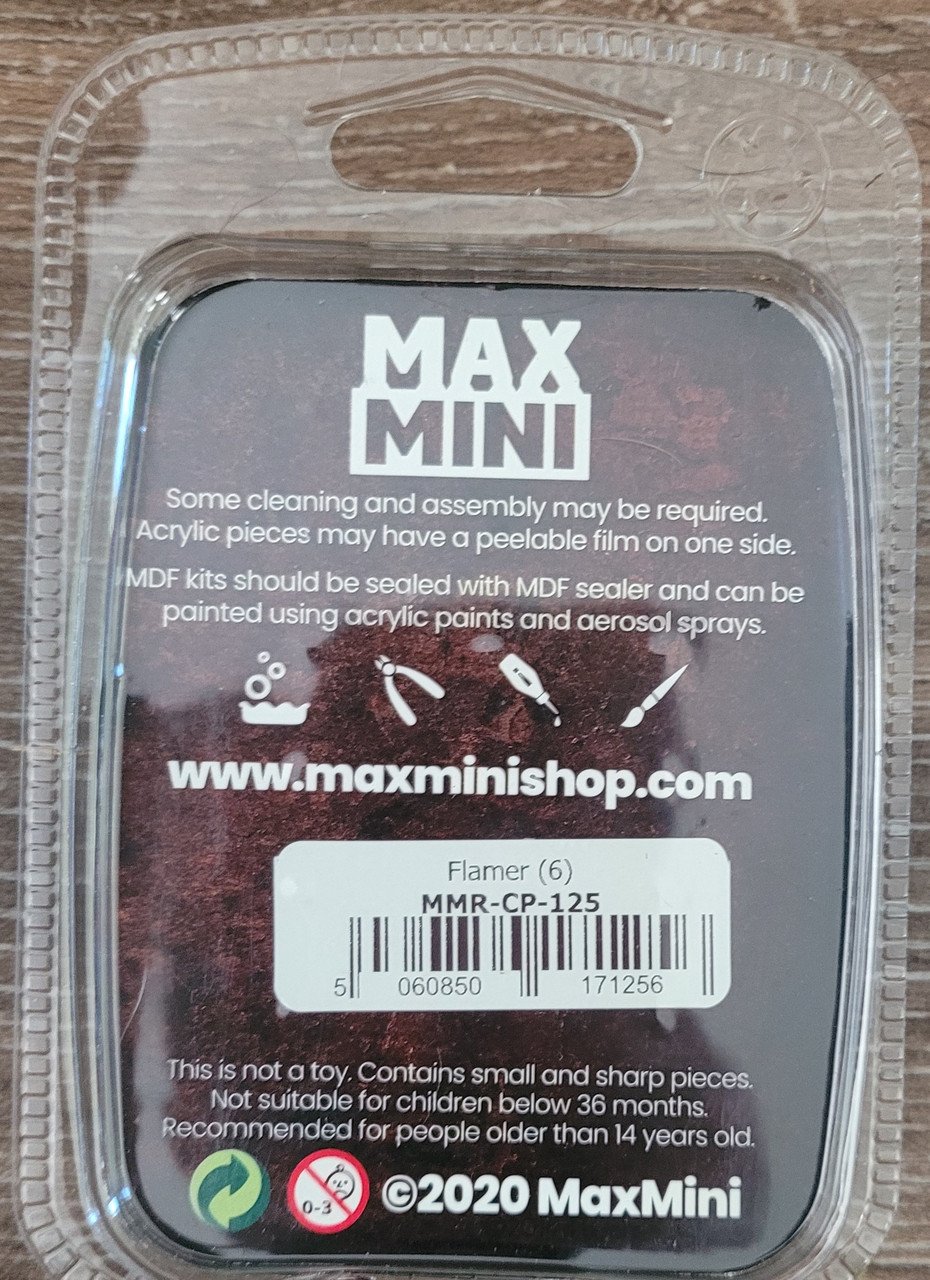 MAX
MINI
Some cleaning and assembly may be required.
Acrylic pieces may have a peelable film on one side.
MDF kits should be sealed with MDF sealer and can be
painted using acrylic paints and aerosol sprays.
www.maxminishop.com
Flamer (6)
MMR-CP-125
5 060850 171256
This is not a toy. Contains small and sharp pieces.
Not suitable for children below 36 months.
Recommended for people older than 14 years old.
0-3 ©2020 MaxMini